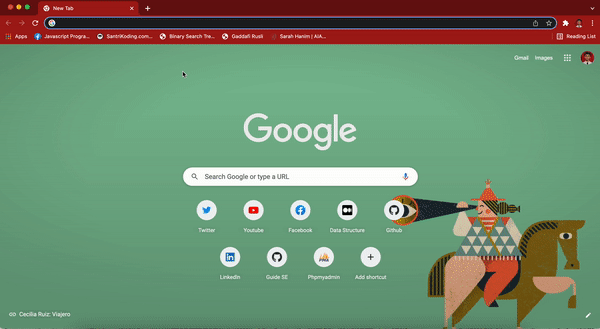 New Tab
Apps
Javascript Progra...
SantriKoding.com...
Binary Search Tre...
Gaddafi Rusli
Sarah Hanim | AIA...
Reading List
Gmail Images
Google
Search Google or type a URL
Twitter
Youtube
Facebook
Data Structure
Github
LinkedIn
Guide SE
Phpmyadmin
Add shortcut
Cecilia Ruiz: Viajero